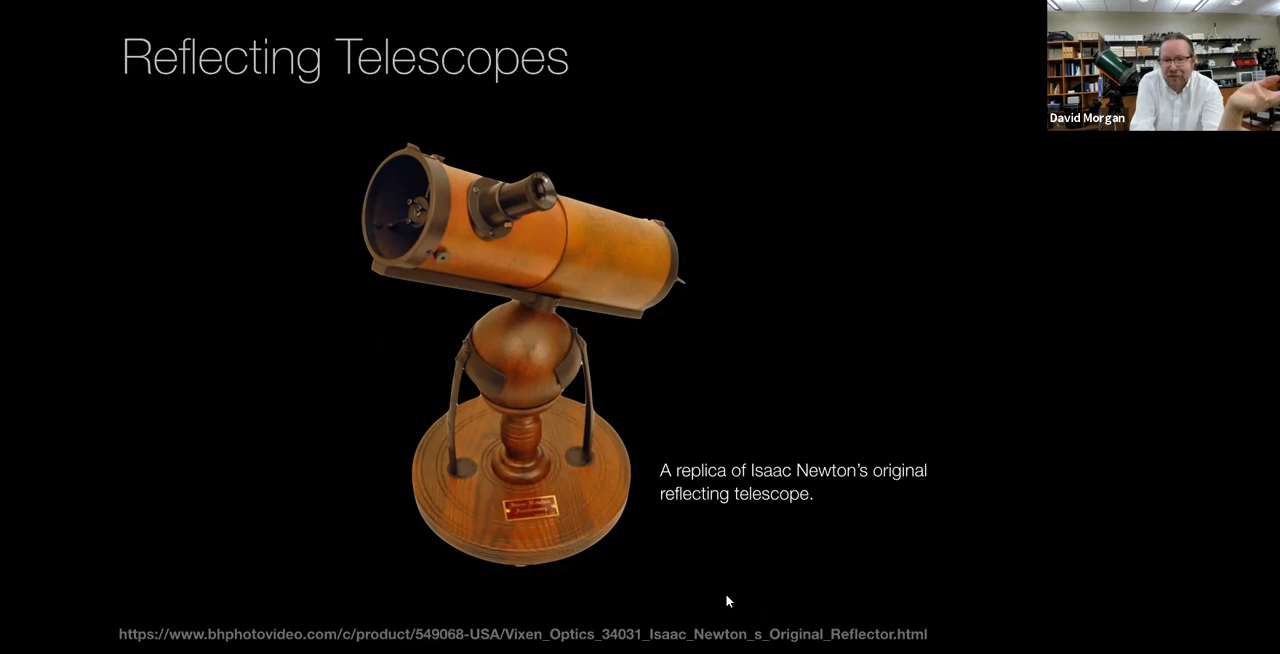 Reflecting Telescopes
David Morgan
A replica of Isaac Newton's original
reflecting telescope.
https://www.bhphotovideo.com/c/product/549068-USA/Vixen_Optics_34031_Isaac_Newton_s_Original_Reflector.html